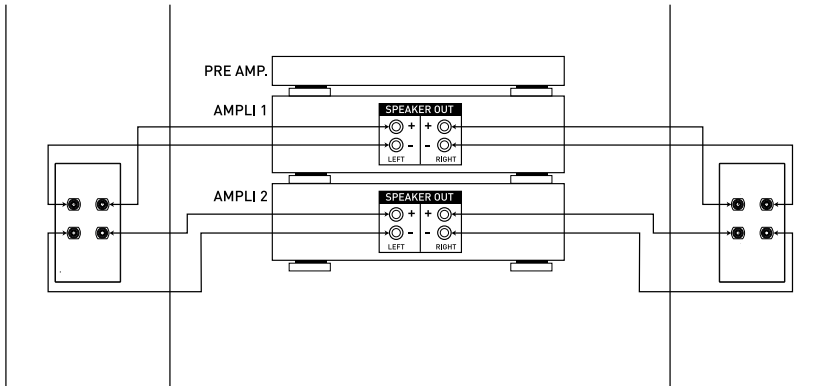 PRE AMP.
AMPLI 1
SPEAKER OUT
+ +
- -
LEFT RIGHT
AMPLI 2
SPEAKER OUT
+ +
- -
LEFT RIGHT